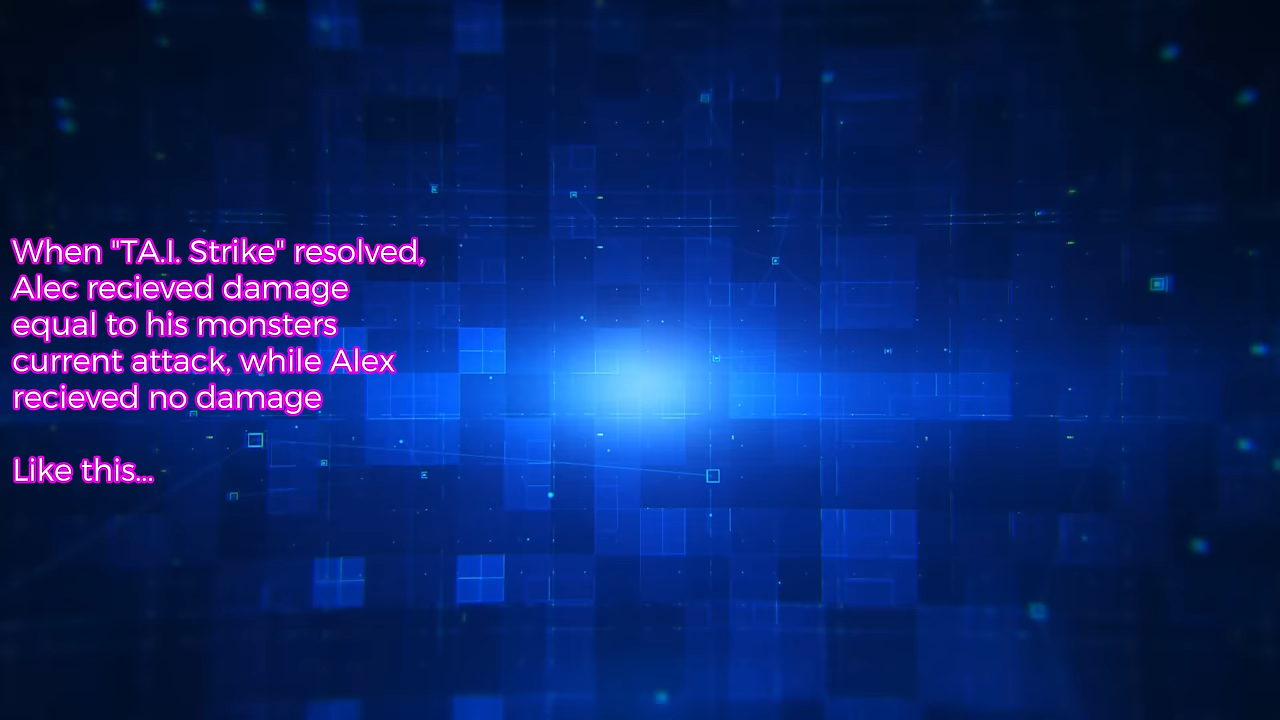 When "TA.I. Strike" resolved,
Alec recieved damage
equal to his monsters
current attack, while Alex
recieved no damage
Like this...